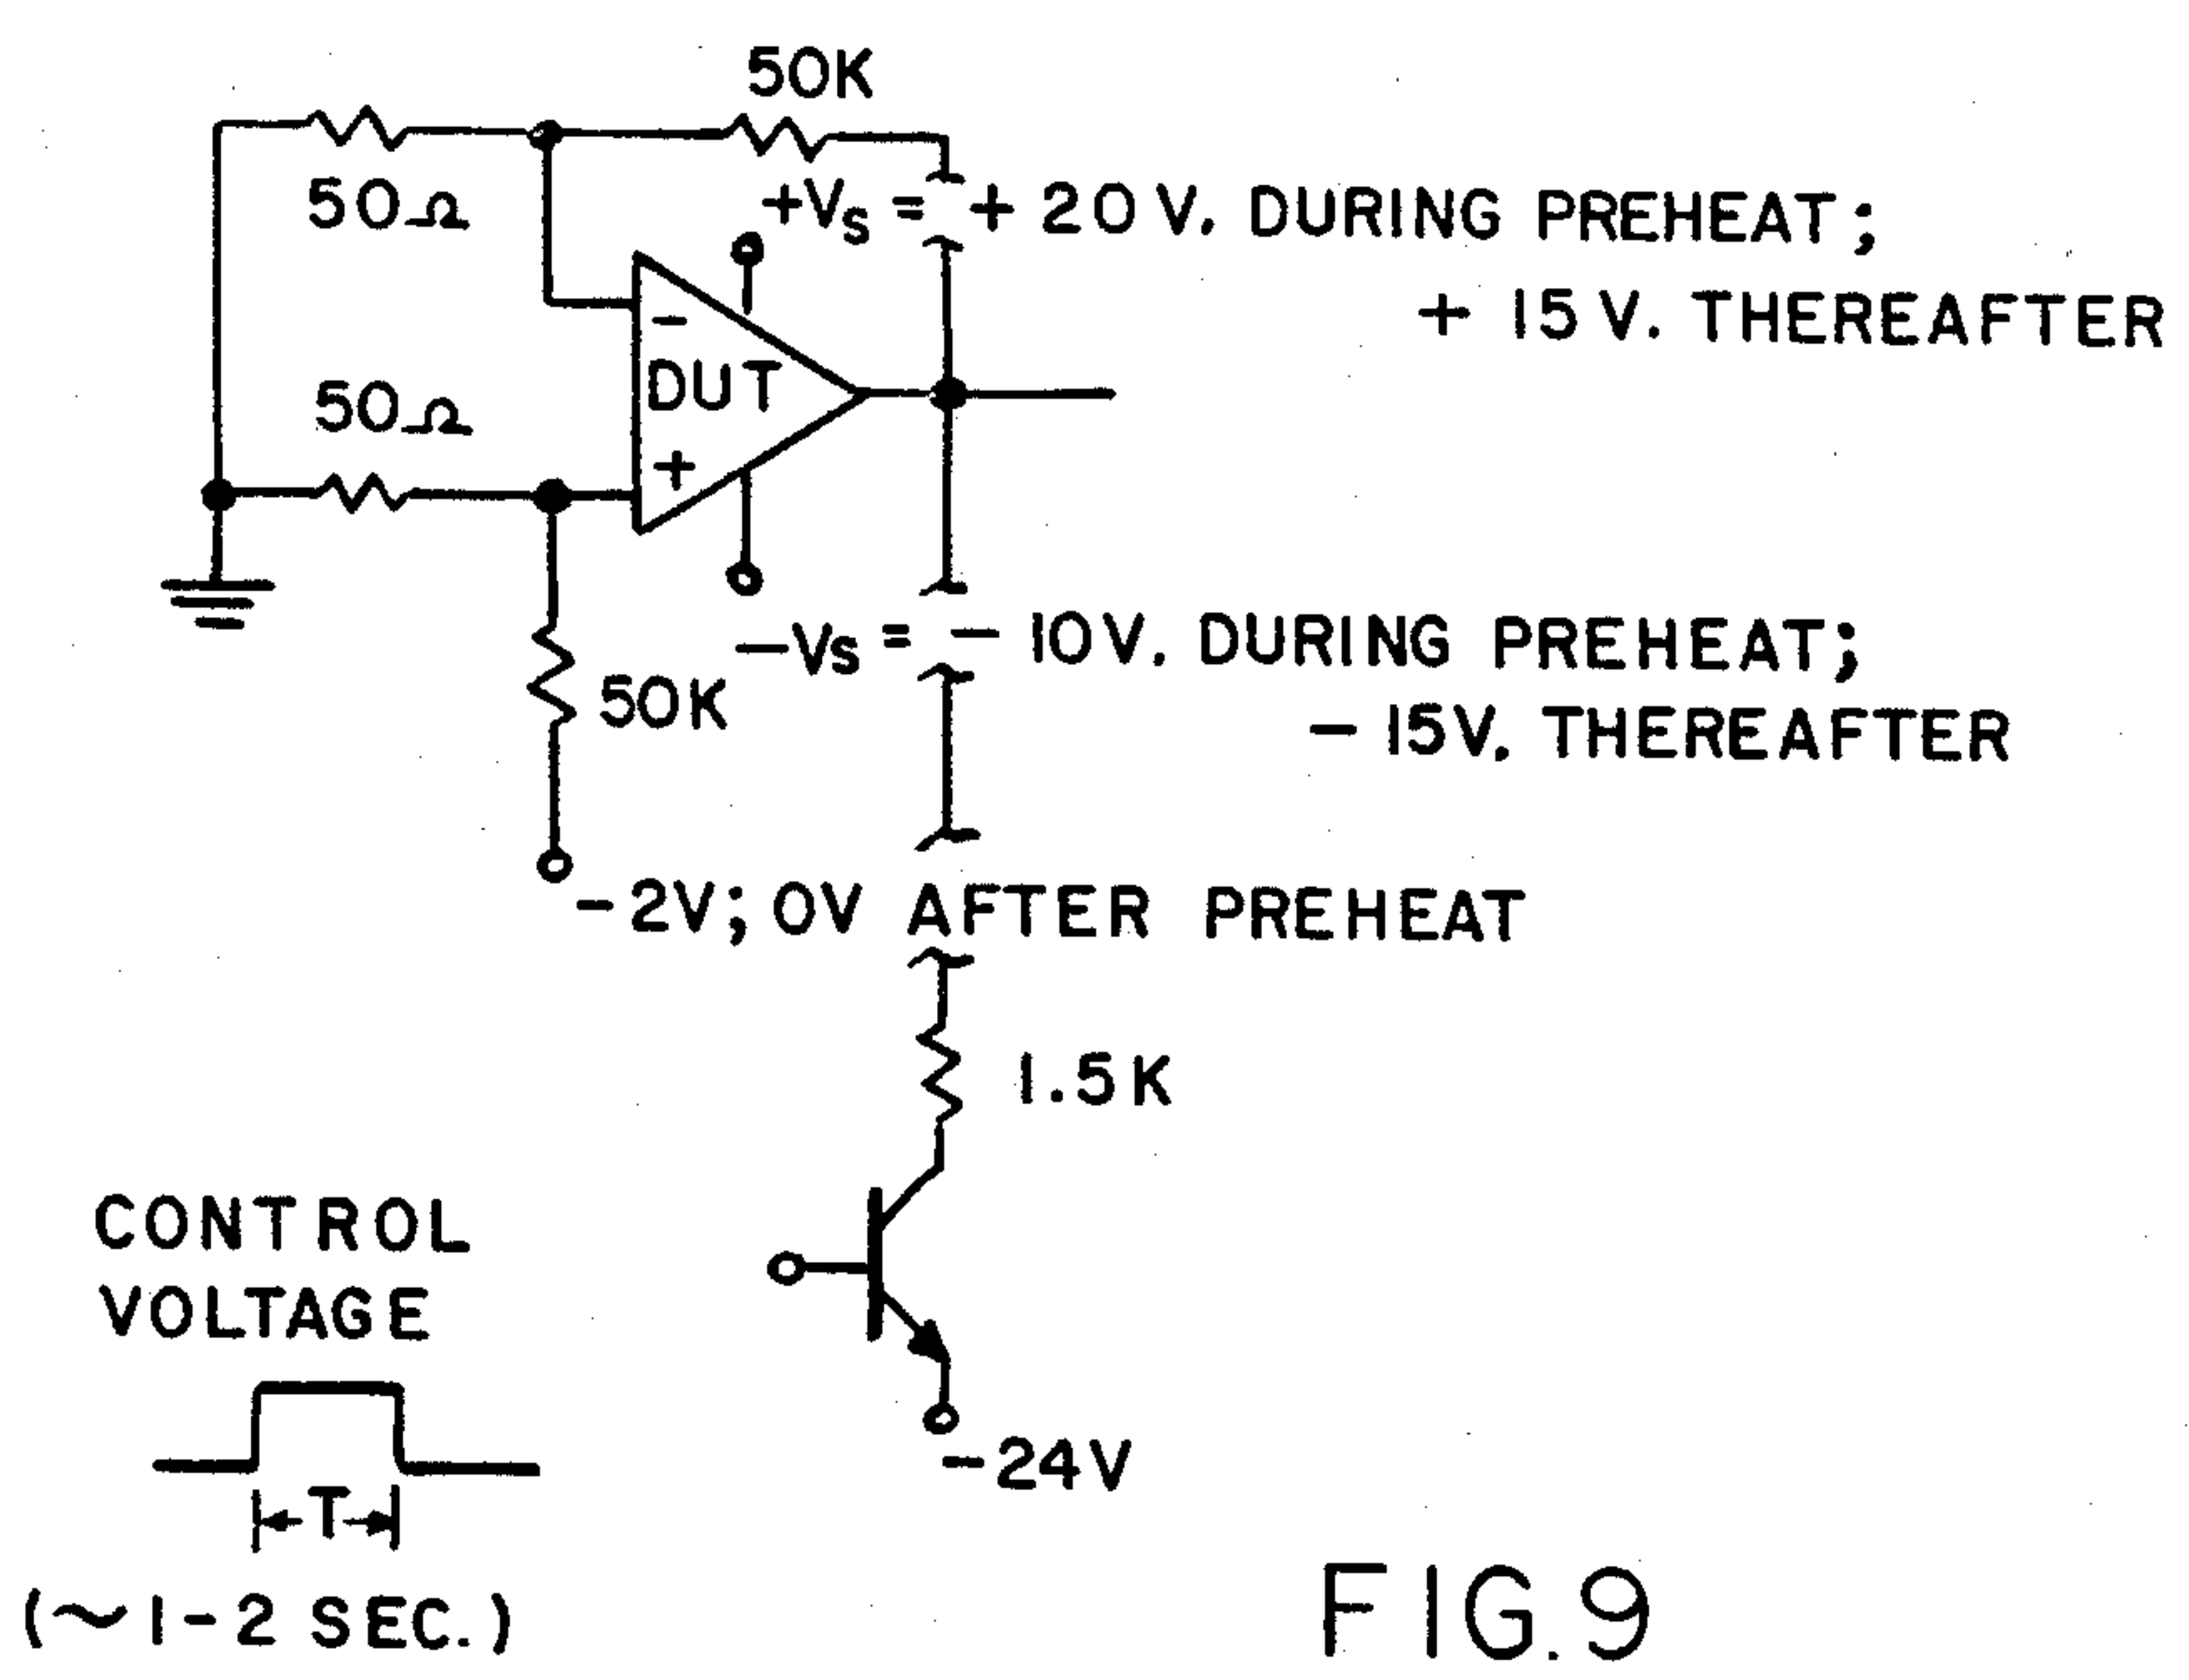 50K
50Ω
+Vs = + 20 V. DURING PREHEAT;
+ 15 V. THEREAFTER
-
DUT
50Ω
+
-Vs = - 10V. DURING PREHEAT;
- 15V. THEREAFTER
50K
-2V; 0V AFTER PREHEAT
1.5K
CONTROL
VOLTAGE
-24V
T
(~ 1-2 SEC.)
FIG.9